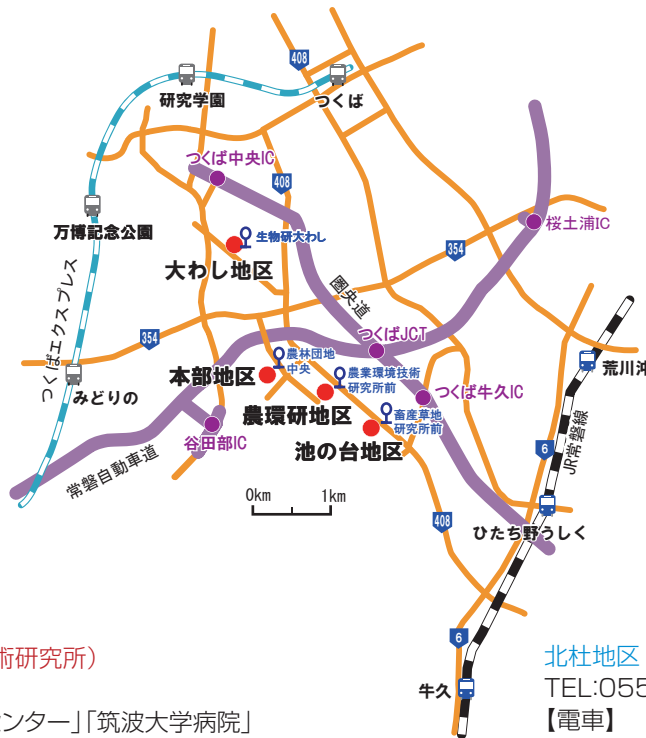 408
研究学園
つくば
つくば中央IC
408
万博記念公園
生物研大わし
桜土浦IC
大わし地区
354
圏央道
つくばエクスプレス
354
つくばJCT
荒川沖
農林団地
中央
本部地区
農業環境技術
研究所前
みどりの
つくば牛久IC
農環研地区
畜産草地
研究所前
谷田部IC
池の台地区
6
JR常磐線
常磐自動車道
0km
1km
408
ひたち野うしく
6
術研究所）
北杜地区
牛久
TEL:055
ンター」「筑波大学病院」
【電車】